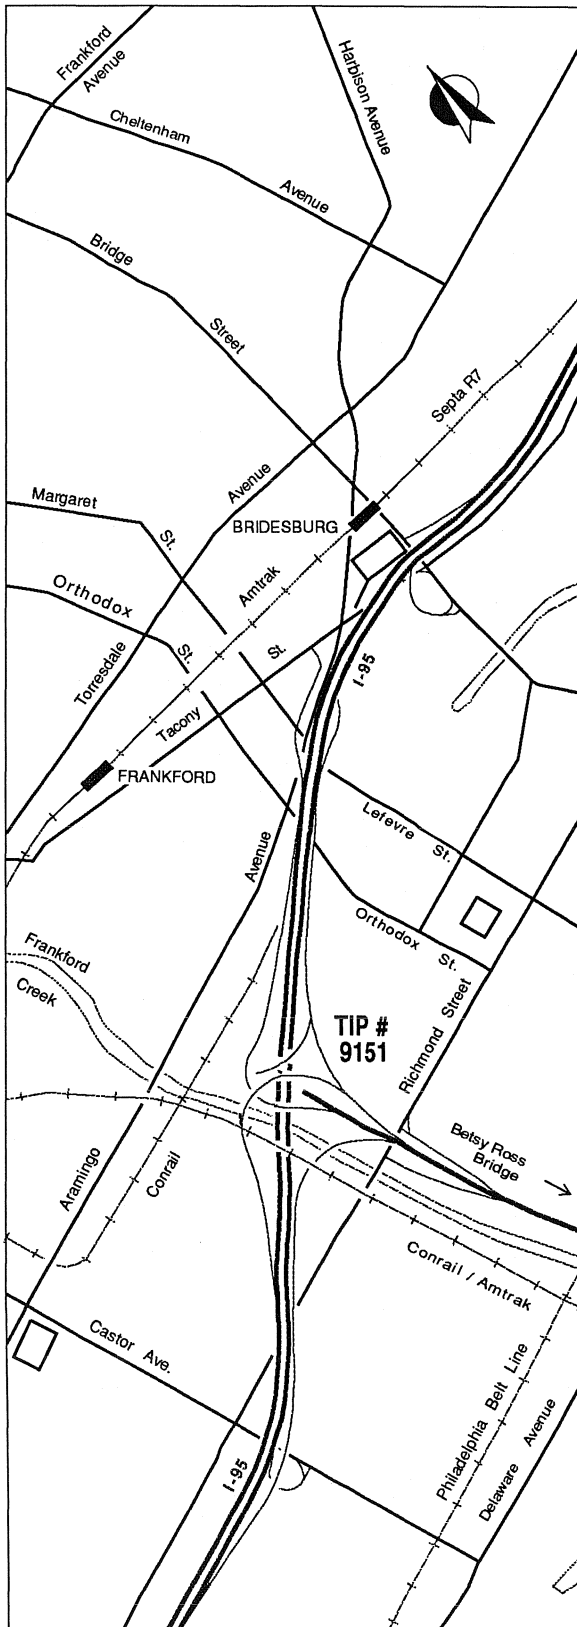 Frankford
Avenue
Harbison Avenue
Cheltenham
Avenue
Bridge
Street
Septa R7
Avenue
Margaret
St.
BRIDESBURG
Amtrak
Orthodox
St.
St.
I-95
Torresdale
Tacony
FRANKFORD
Lefevre St.
Avenue
Orthodox St.
Frankford
Creek
Richmond Street
TIP #
9151
Betsy Ross
Bridge
Aramingo
Conrail
Conrail / Amtrak
Castor Ave.
Philadelphia Belt Line
Delaware Avenue
I-95